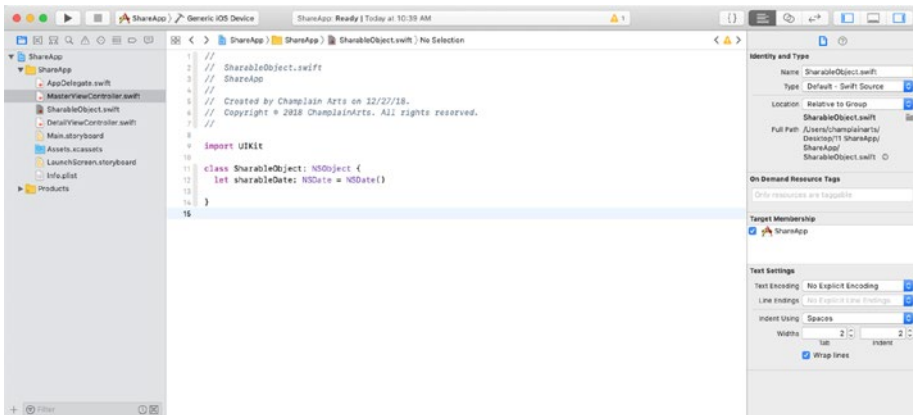 ShareApp
Generic iOS Device
ShareApp: Ready | Today at 10:39 AM
1
ShareApp
ShareApp
SharableObject.swift
No Selection
ShareApp
ShareApp
AppDelegate.swift
MasterViewController.swift
SharableObject.swift
DetailViewController.swift
Main.storyboard
Assets.xcassets
LaunchScreen.storyboard
Info.plist
Products
Filter
1 //
2 // SharableObject.swift
3 // ShareApp
4 //
5 // Created by Champlain Arts on 12/27/18.
6 // Copyright © 2018 ChamplainArts. All rights reserved.
7 //
8
9 import UIKit
10
11 class SharableObject: NSObject {
12 let sharableDate: NSDate = NSDate()
13
14 }
15
Identity and Type
Name SharableObject.swift
Type Default - Swift Source
Location Relative to Group
SharableObject.swift
Full Path /Users/champlainarts/
Desktop/11 ShareApp/
ShareApp/
SharableObject.swift
On Demand Resource Tags
Only resources are taggable
Target Membership
ShareApp
Text Settings
Text Encoding No Explicit Encoding
Line Endings No Explicit Line Endings
Indent Using Spaces
Widths 2 2
Tab Indent
Wrap lines